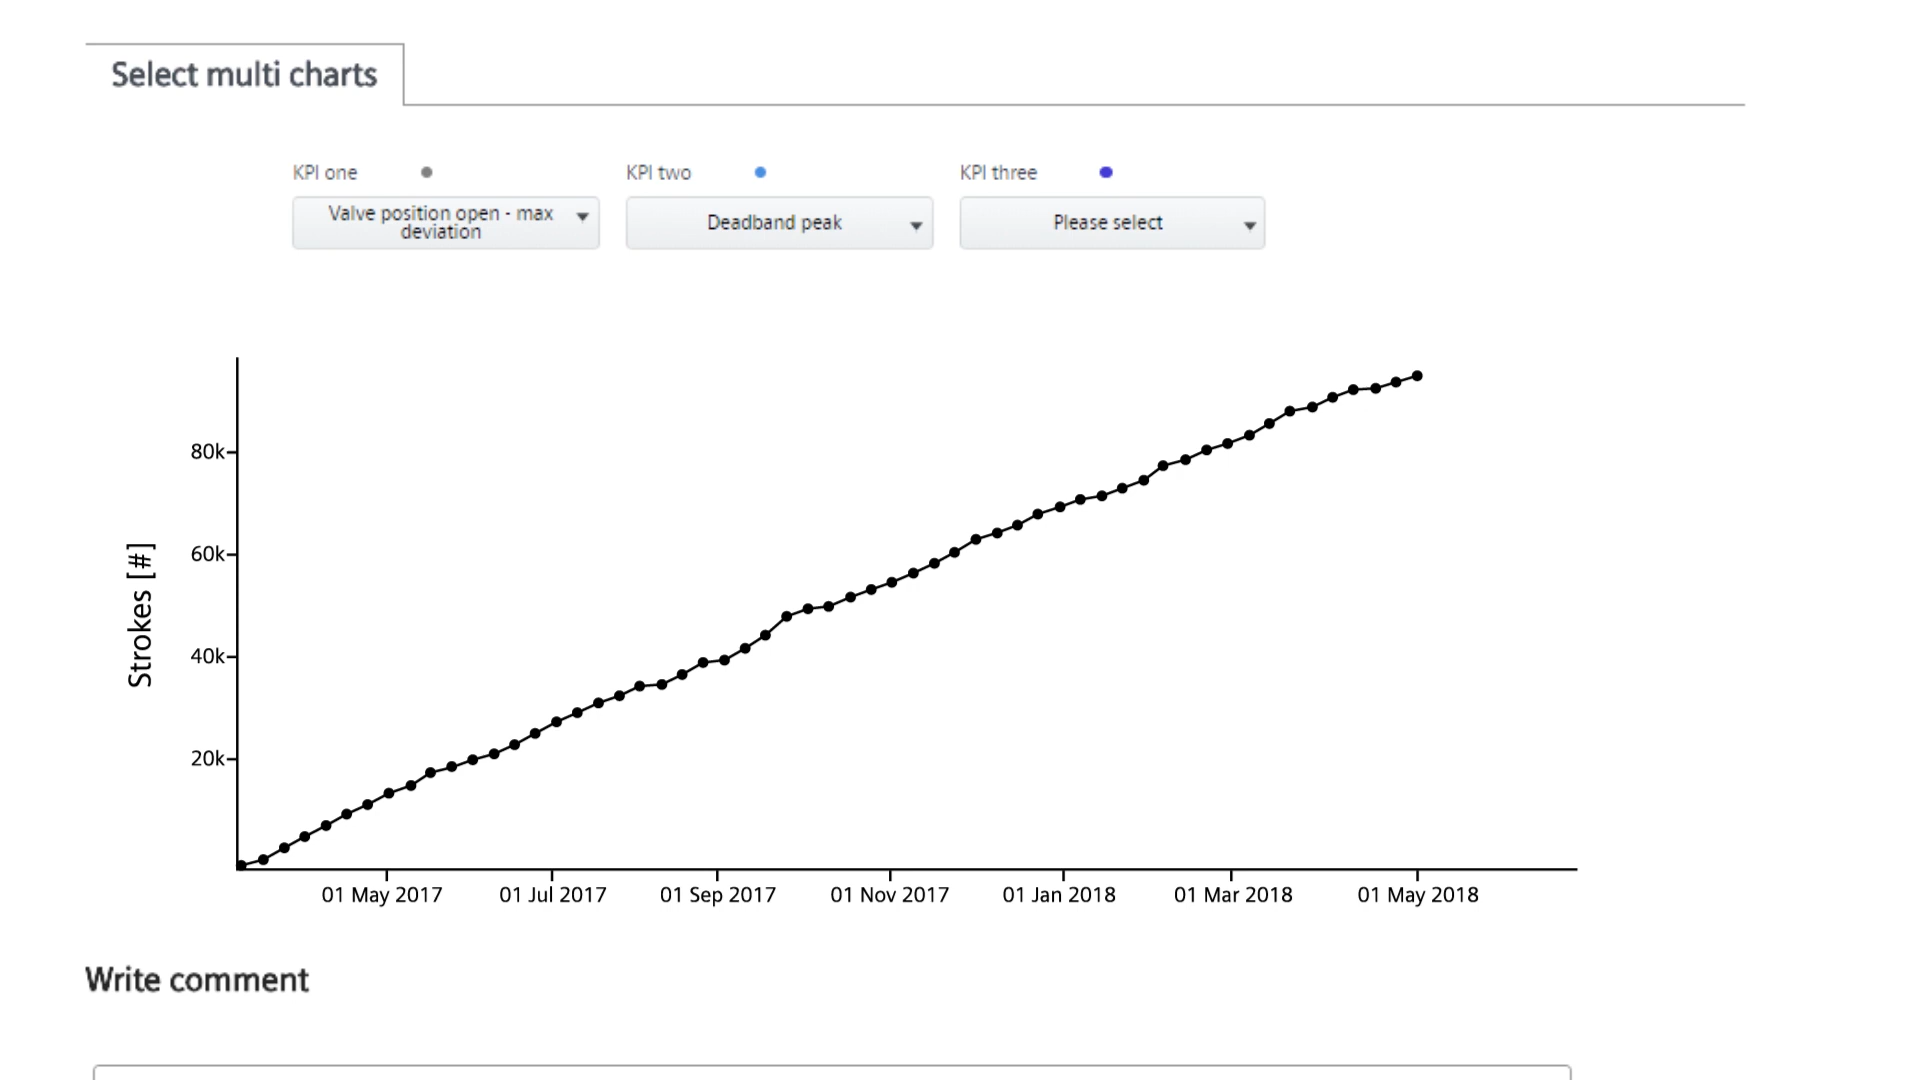 Select multi charts
KPI one
KPI two
KPI three
Valve position open - max
deviation
Deadband peak
Please select
80k
60k
40k
20k
Strokes [#]
01 May 2017
01 Jul 2017
01 Sep 2017
01 Nov 2017
01 Jan 2018
01 Mar 2018
01 May 2018
Write comment